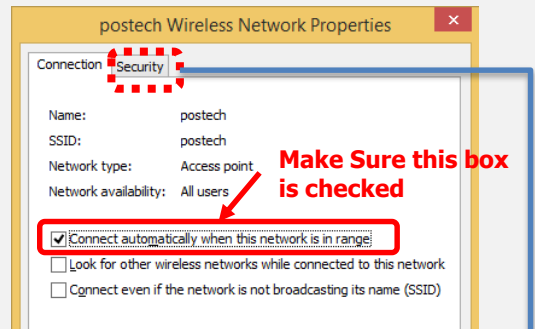 postech Wireless Network Properties
Connection Security
Name: postech
SSID: postech
Network type: Access point
Network availability: All users
Make Sure this box
is checked
Connect automatically when this network is in range
Look for other wireless networks while connected to this network
Connect even if the network is not broadcasting its name (SSID)